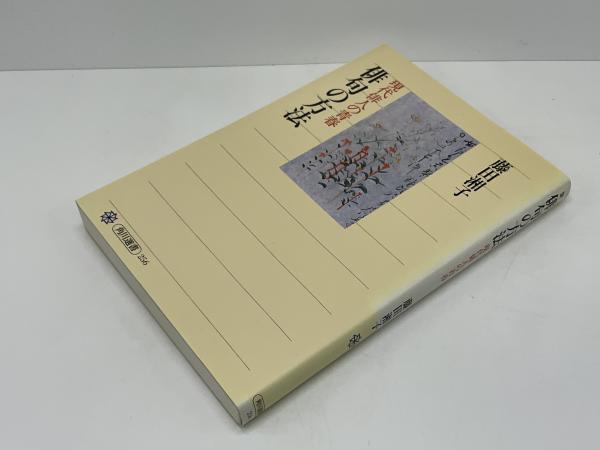 俳句の方法
現代俳人の青春
藤田湘子
角川選書 256
俳句の方法 現代俳人の青春
藤田湘子